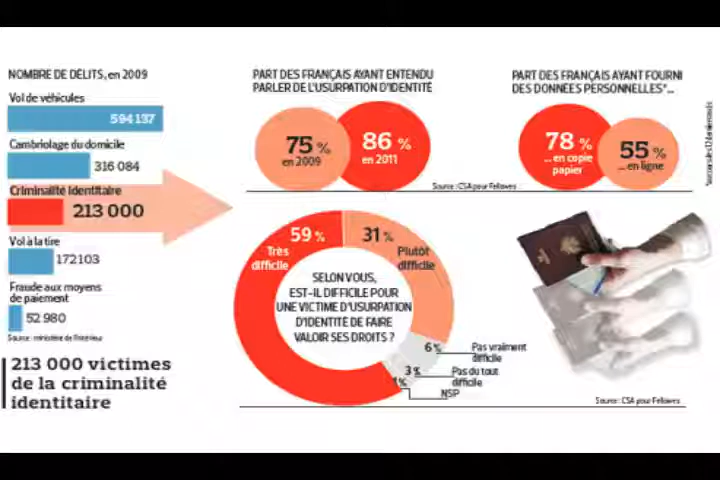 NOMBRE DE DÉLITS, en 2009
Vol de véhicules
594 137
Cambriolage du domicile
316 084
Criminalité identitaire
213 000
Vol à la tire
172 103
Fraude aux moyens
de paiement
52 980
Source : ministère de l'Intérieur
213 000 victimes
de la criminalité
identitaire
PART DES FRANÇAIS AYANT ENTENDU
PARLER DE L'USURPATION D'IDENTITÉ
75 %
en 2009
86 %
en 2011
Source : CSA pour Fellowes
PART DES FRANÇAIS AYANT FOURNI
DES DONNÉES PERSONNELLES*...
78 %
... en copie
papier
55 %
... en ligne
59 %
Très
difficile
31 %
Plutôt
difficile
SELON VOUS,
EST-IL DIFFICILE POUR
UNE VICTIME D'USURPATION
D'IDENTITÉ DE FAIRE
VALOIR SES DROITS ?
6 %
Pas vraiment
difficile
3 %
Pas du tout
difficile
1 %
NSP
Source : CSA pour Fellowes